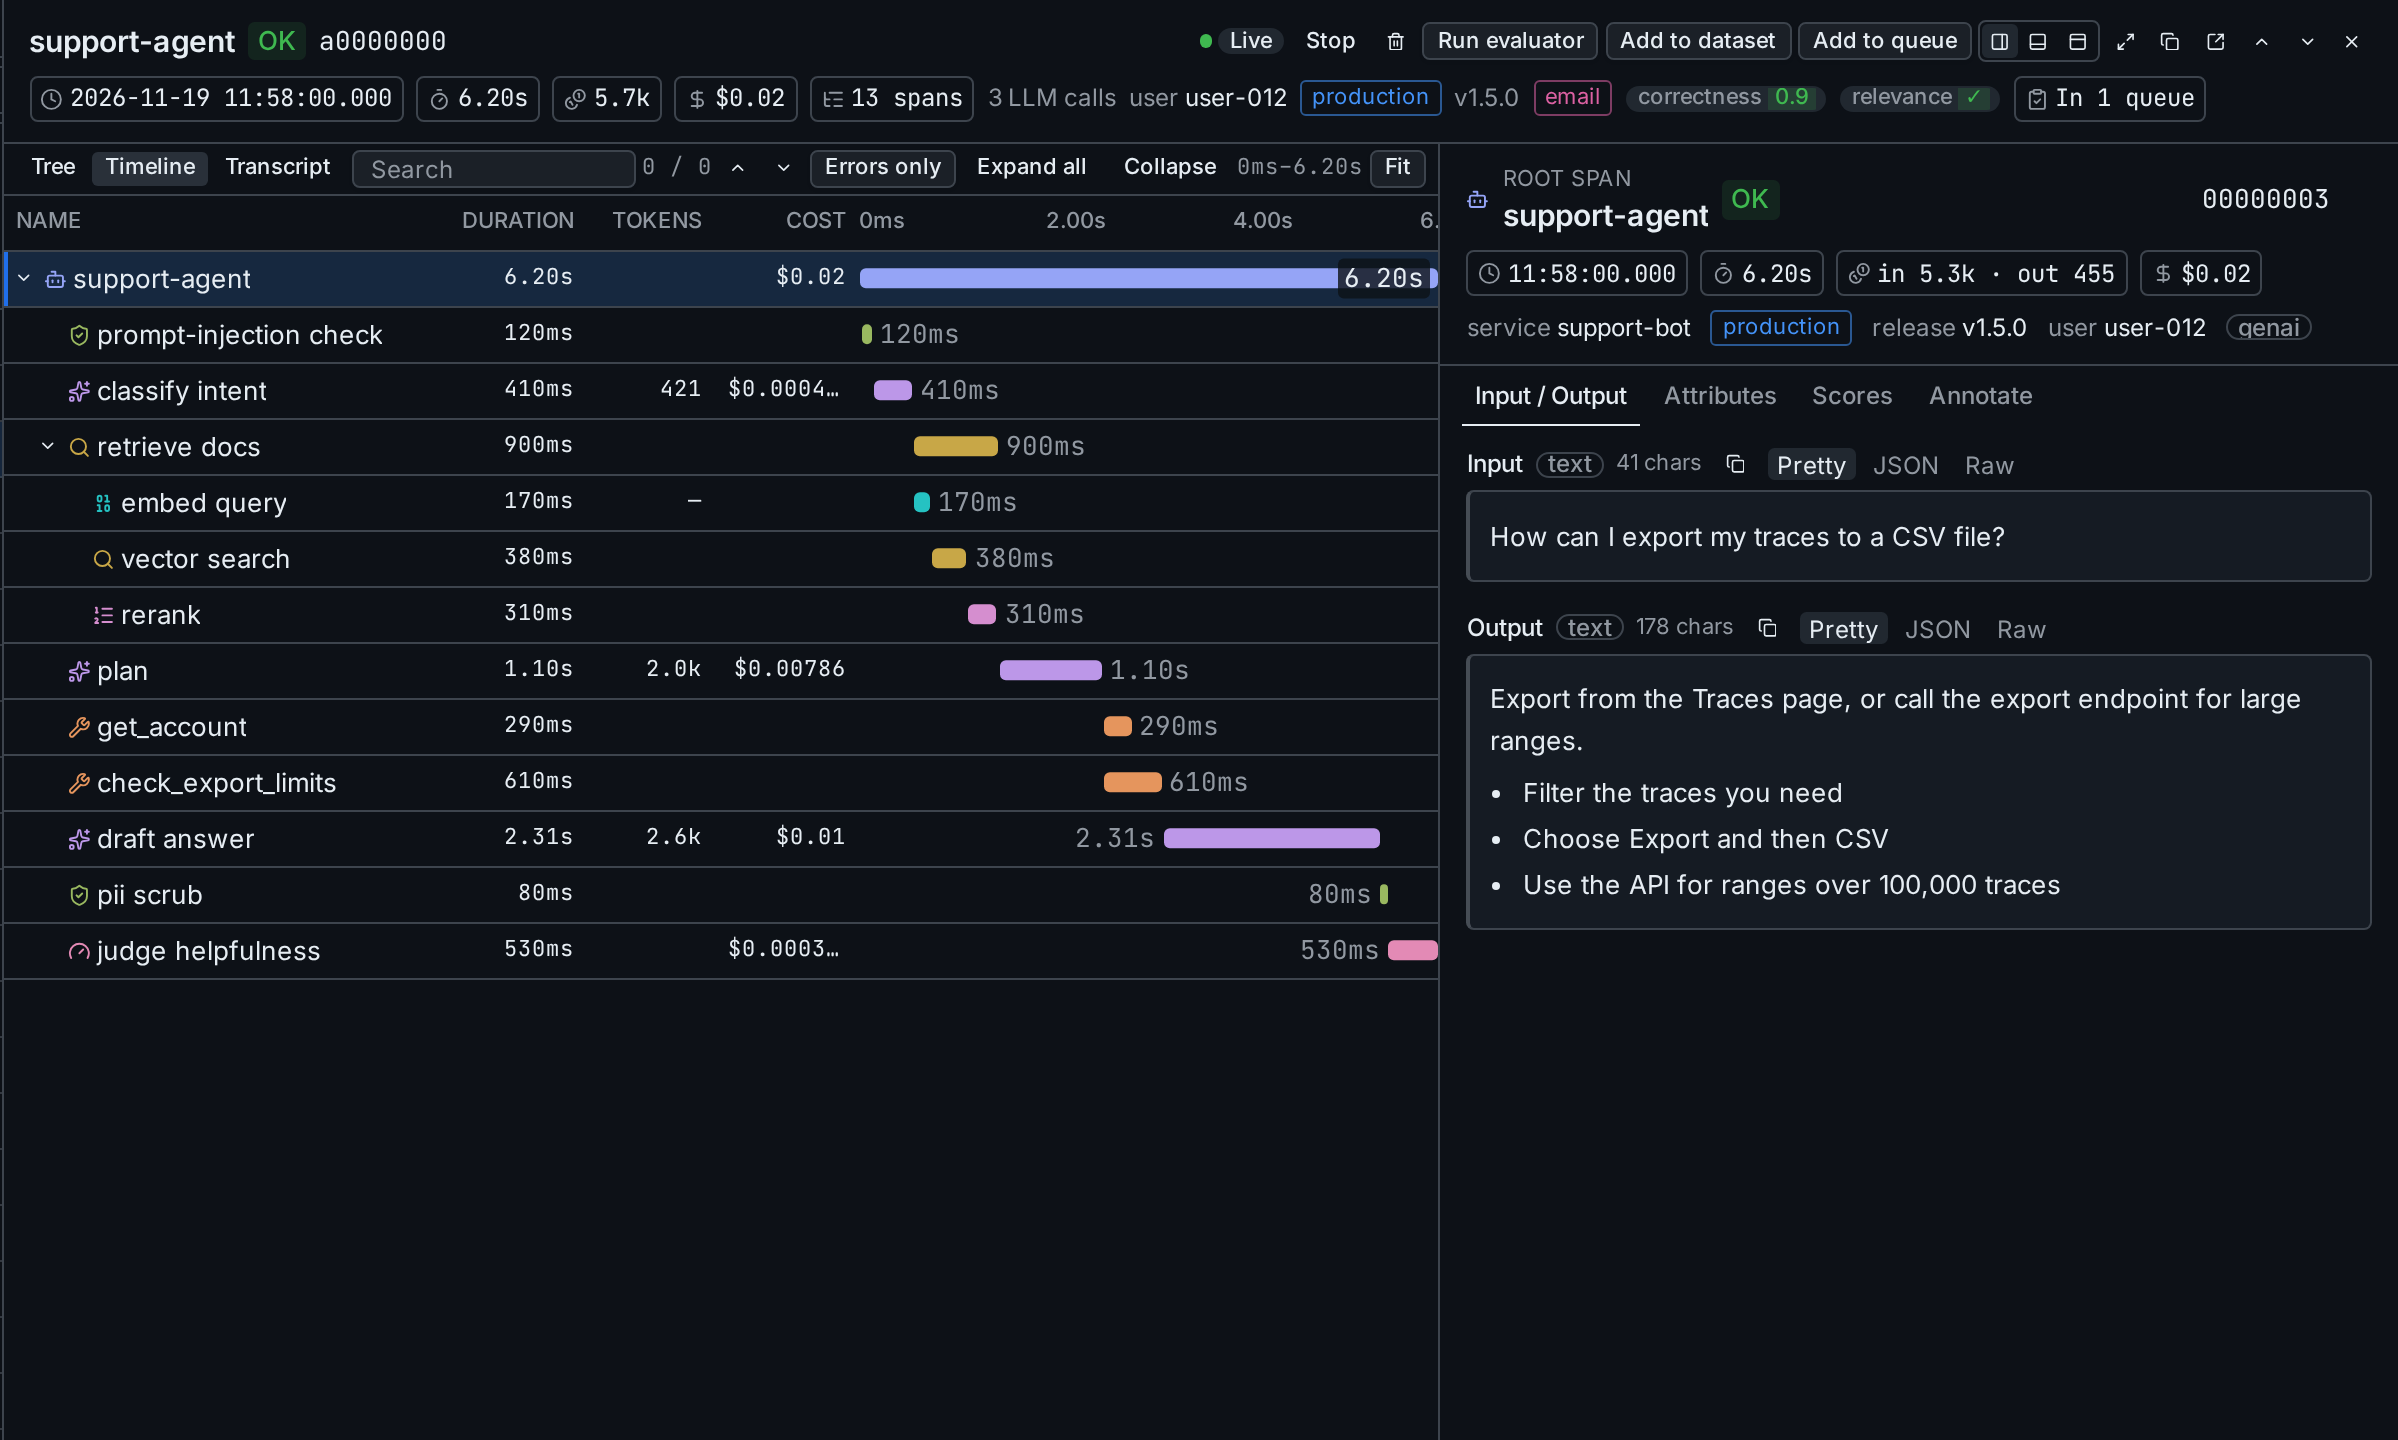 support-agent OK a0000000 Live Stop Run evaluator Add to dataset Add to queue
2026-11-19 11:58:00.000 6.20s 5.7k $0.02 13 spans 3 LLM calls user user-012 production v1.5.0 email correctness 0.9 relevance ✓ In 1 queue
Tree Timeline Transcript Search 0 / 0 Errors only Expand all Collapse 0ms–6.20s Fit
NAME DURATION TOKENS COST 0ms 2.00s 4.00s 6.
support-agent 6.20s $0.02 6.20s
prompt-injection check 120ms 120ms
classify intent 410ms 421 $0.0004… 410ms
retrieve docs 900ms 900ms
embed query 170ms – 170ms
vector search 380ms 380ms
rerank 310ms 310ms
plan 1.10s 2.0k $0.00786 1.10s
get_account 290ms 290ms
check_export_limits 610ms 610ms
draft answer 2.31s 2.6k $0.01 2.31s
pii scrub 80ms 80ms
judge helpfulness 530ms $0.0003… 530ms
ROOT SPAN
support-agent OK 00000003
11:58:00.000 6.20s in 5.3k · out 455 $0.02
service support-bot production release v1.5.0 user user-012 genai
Input / Output Attributes Scores Annotate
Input text 41 chars Pretty JSON Raw
How can I export my traces to a CSV file?
Output text 178 chars Pretty JSON Raw
Export from the Traces page, or call the export endpoint for large
ranges.
• Filter the traces you need
• Choose Export and then CSV
• Use the API for ranges over 100,000 traces